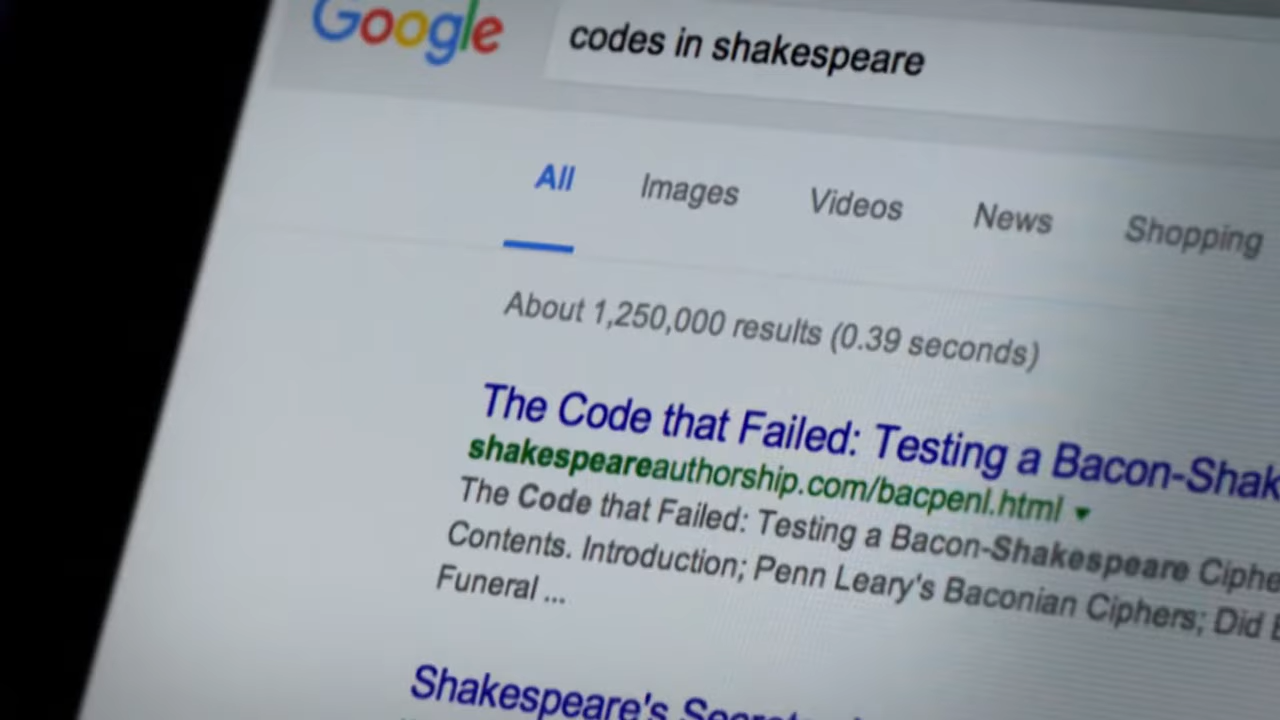 Google codes in shakespeare
All Images Videos News Shopping
About 1,250,000 results (0.39 seconds)
The Code that Failed: Testing a Bacon-Shak
shakespeareauthorship.com/bacpenl.html
The Code that Failed: Testing a Bacon-Shakespeare Ciphe
Contents. Introduction; Penn Leary's Baconian Ciphers; Did
Funeral ...
Shakespeare's